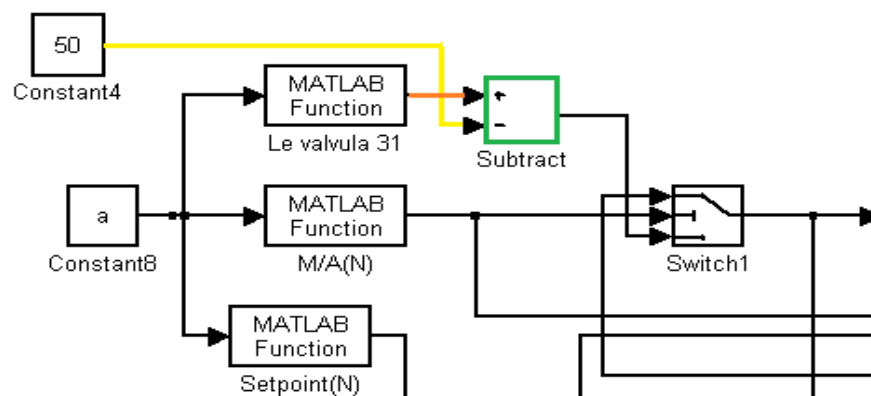 50
Constant4
MATLAB
Function
Le valvula 31
+
-
Subtract
a
Constant8
MATLAB
Function
M/A(N)
Switch1
MATLAB
Function
Setpoint(N)